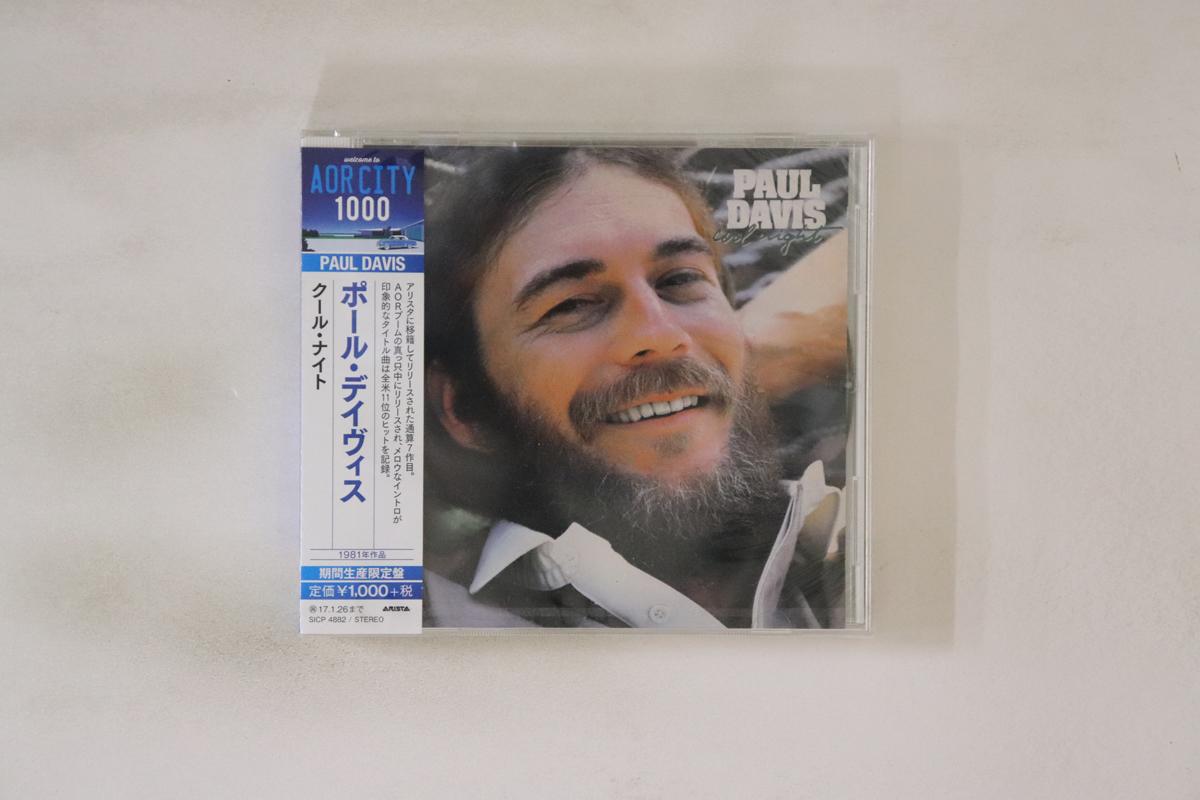 welcome to
AOR CITY
1000
PAUL DAVIS
アリスタに移籍してリリースされた通算7作目。
AORブームの真っ只中にリリースされ、メロウなイントロが
印象的なタイトル曲は全米11位のヒットを記録。
ポール・デイヴィス
クール・ナイト
1981年作品
期間生産限定盤
定価¥1,000+税
17.1.26まで
ARISTA
SICP 4882 / STEREO
PAUL
DAVIS
cool night